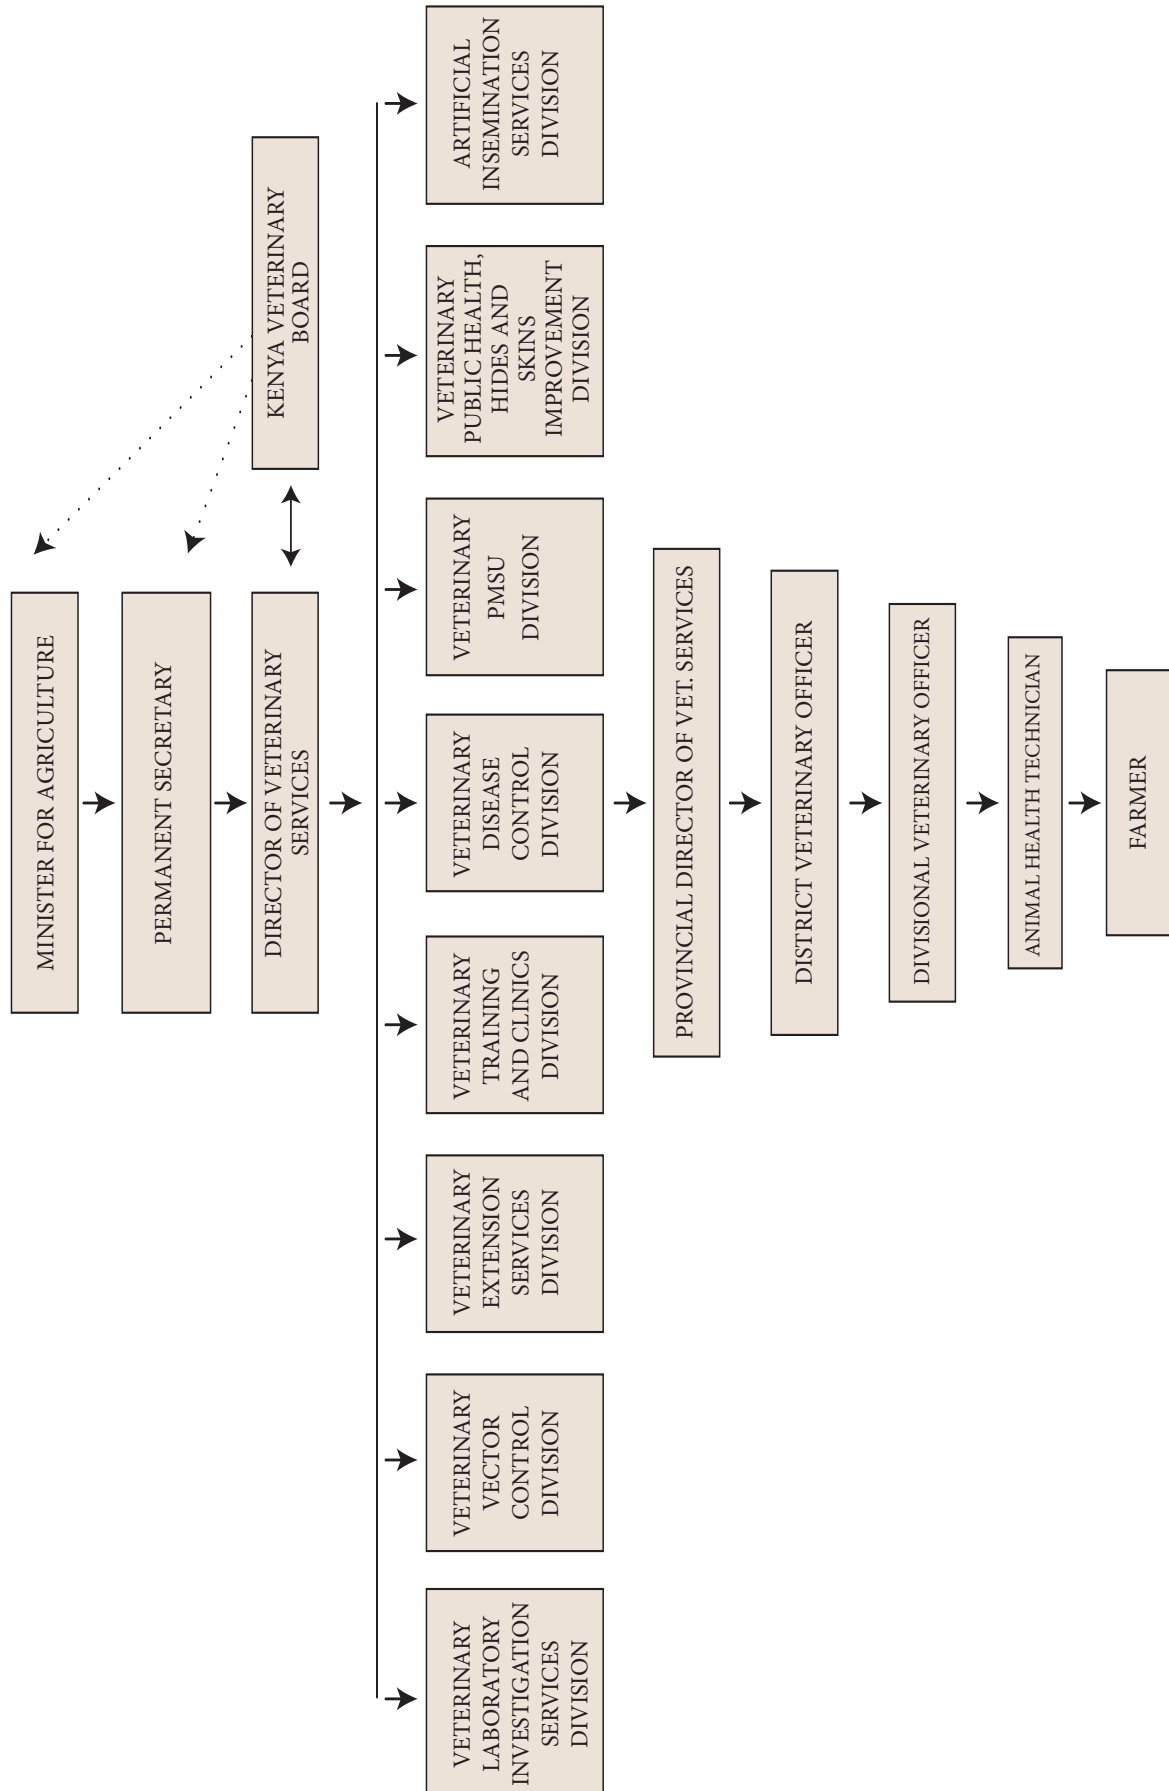 MINISTER FOR AGRICULTURE
PERMANENT SECRETARY
DIRECTOR OF VETERINARY
SERVICES
KENYA VETERINARY
BOARD
VETERINARY
LABORATORY
INVESTIGATION
SERVICES
DIVISION
VETERINARY
VECTOR
CONTROL
DIVISION
VETERINARY
EXTENSION
SERVICES
DIVISION
VETERINARY
TRAINING
AND CLINICS
DIVISION
VETERINARY
DISEASE
CONTROL
DIVISION
VETERINARY
PMSU
DIVISION
VETERINARY
PUBLIC HEALTH,
HIDES AND
SKINS
IMPROVEMENT
DIVISION
ARTIFICIAL
INSEMINATION
SERVICES
DIVISION
PROVINCIAL DIRECTOR OF VET. SERVICES
DISTRICT VETERINARY OFFICER
DIVISIONAL VETERINARY OFFICER
ANIMAL HEALTH TECHNICIAN
FARMER